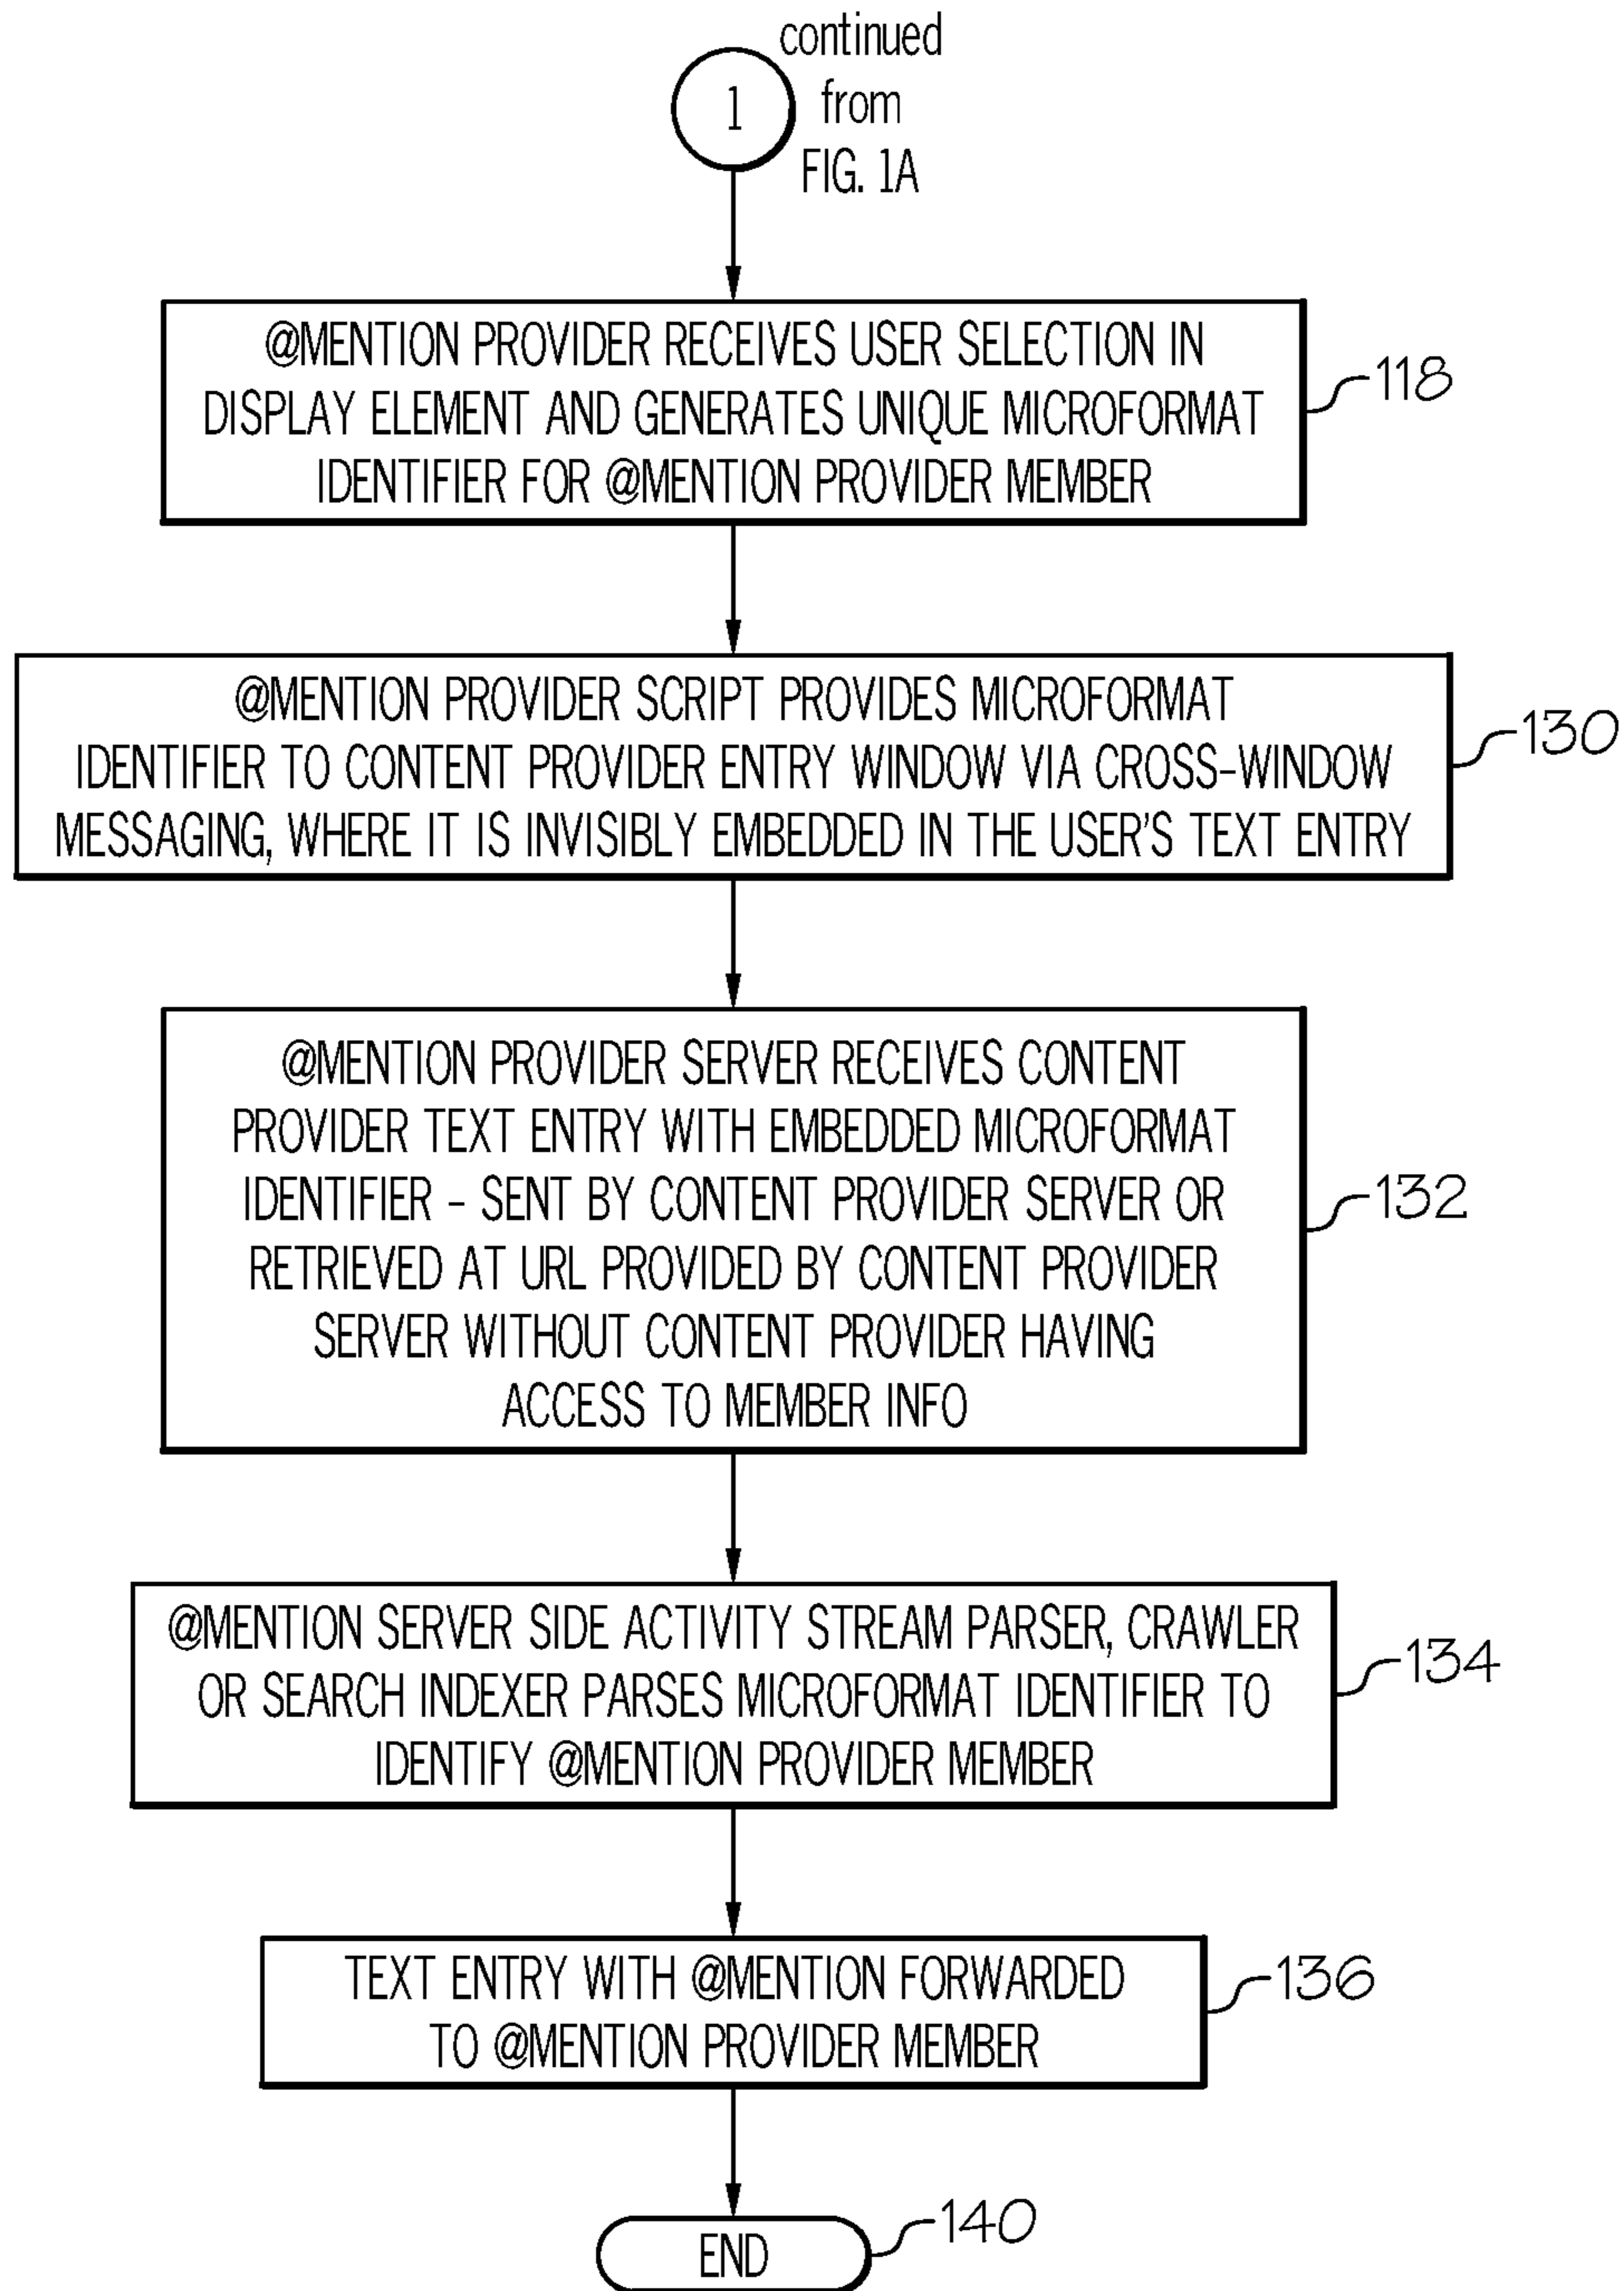 continued
from
FIG. 1A
1
@MENTION PROVIDER RECEIVES USER SELECTION IN
DISPLAY ELEMENT AND GENERATES UNIQUE MICROFORMAT
IDENTIFIER FOR @MENTION PROVIDER MEMBER
118
@MENTION PROVIDER SCRIPT PROVIDES MICROFORMAT
IDENTIFIER TO CONTENT PROVIDER ENTRY WINDOW VIA CROSS-WINDOW
MESSAGING, WHERE IT IS INVISIBLY EMBEDDED IN THE USER'S TEXT ENTRY
130
@MENTION PROVIDER SERVER RECEIVES CONTENT
PROVIDER TEXT ENTRY WITH EMBEDDED MICROFORMAT
IDENTIFIER - SENT BY CONTENT PROVIDER SERVER OR
RETRIEVED AT URL PROVIDED BY CONTENT PROVIDER
SERVER WITHOUT CONTENT PROVIDER HAVING
ACCESS TO MEMBER INFO
132
@MENTION SERVER SIDE ACTIVITY STREAM PARSER, CRAWLER
OR SEARCH INDEXER PARSES MICROFORMAT IDENTIFIER TO
IDENTIFY @MENTION PROVIDER MEMBER
134
TEXT ENTRY WITH @MENTION FORWARDED
TO @MENTION PROVIDER MEMBER
136
END
140